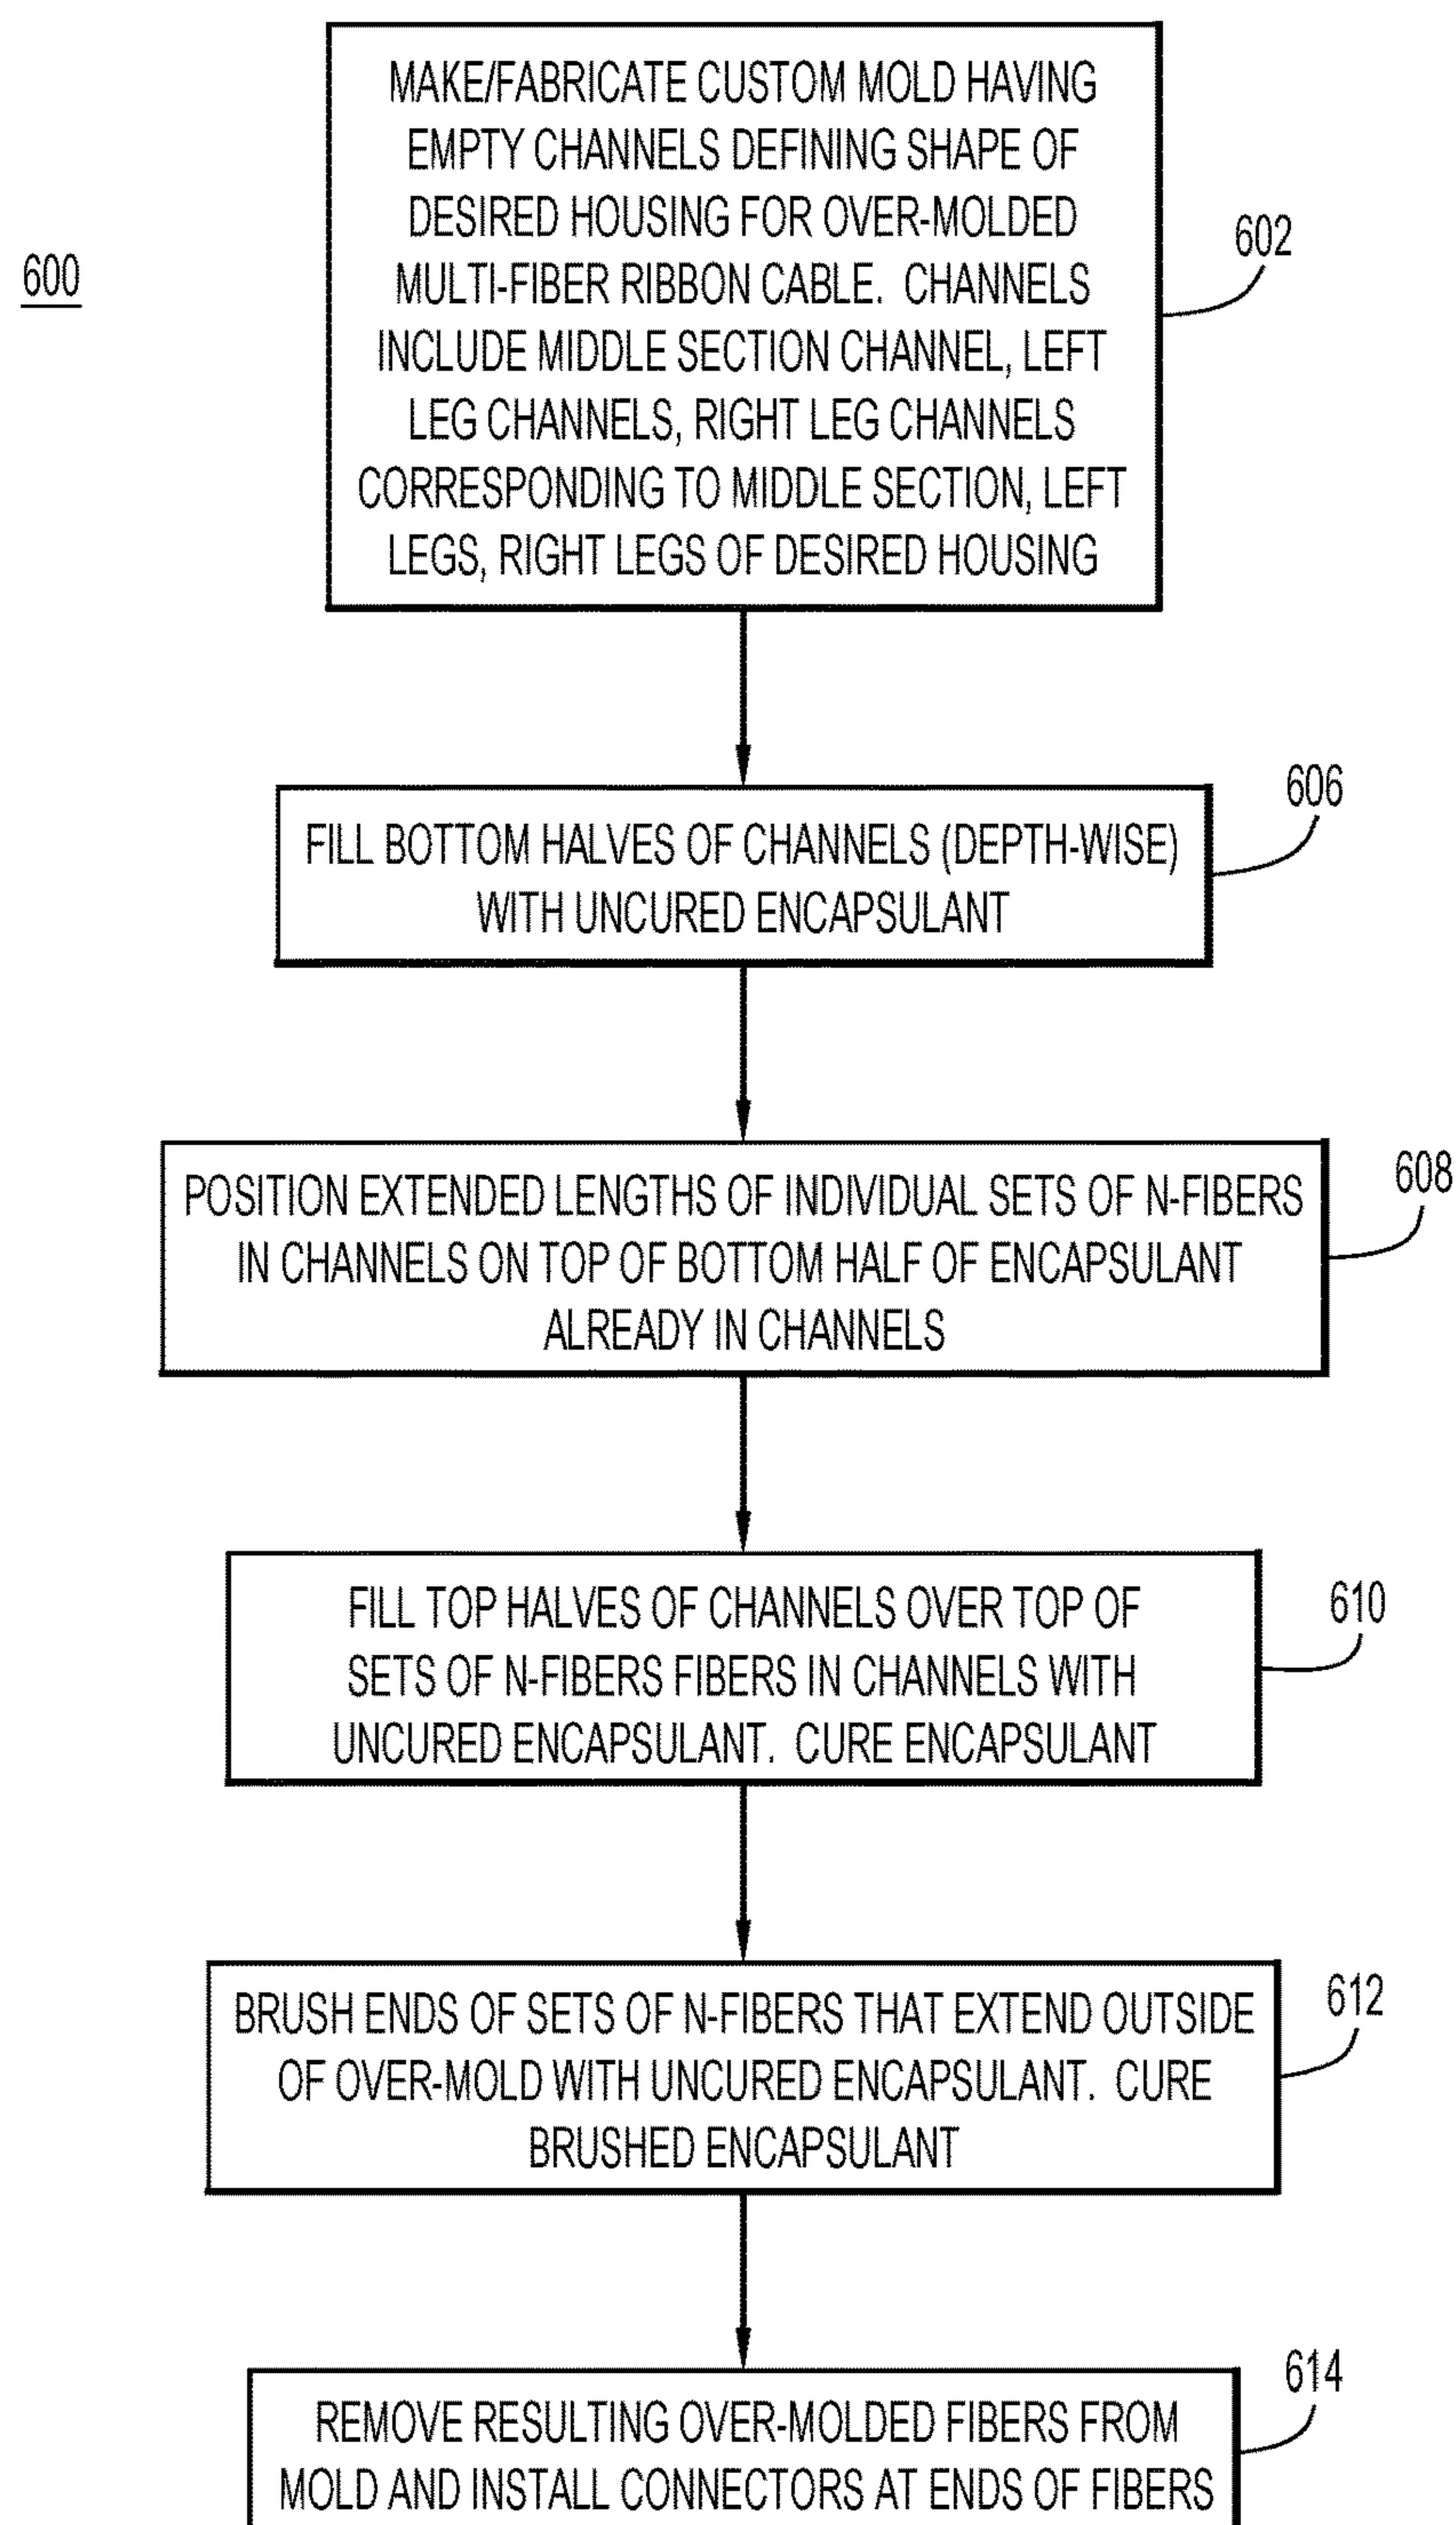 600
MAKE/FABRICATE CUSTOM MOLD HAVING
EMPTY CHANNELS DEFINING SHAPE OF
DESIRED HOUSING FOR OVER-MOLDED
MULTI-FIBER RIBBON CABLE. CHANNELS
INCLUDE MIDDLE SECTION CHANNEL, LEFT
LEG CHANNELS, RIGHT LEG CHANNELS
CORRESPONDING TO MIDDLE SECTION, LEFT
LEGS, RIGHT LEGS OF DESIRED HOUSING
602
FILL BOTTOM HALVES OF CHANNELS (DEPTH-WISE)
WITH UNCURED ENCAPSULANT
606
POSITION EXTENDED LENGTHS OF INDIVIDUAL SETS OF N-FIBERS
IN CHANNELS ON TOP OF BOTTOM HALF OF ENCAPSULANT
ALREADY IN CHANNELS
608
FILL TOP HALVES OF CHANNELS OVER TOP OF
SETS OF N-FIBERS FIBERS IN CHANNELS WITH
UNCURED ENCAPSULANT. CURE ENCAPSULANT
610
BRUSH ENDS OF SETS OF N-FIBERS THAT EXTEND OUTSIDE
OF OVER-MOLD WITH UNCURED ENCAPSULANT. CURE
BRUSHED ENCAPSULANT
612
REMOVE RESULTING OVER-MOLDED FIBERS FROM
MOLD AND INSTALL CONNECTORS AT ENDS OF FIBERS
614